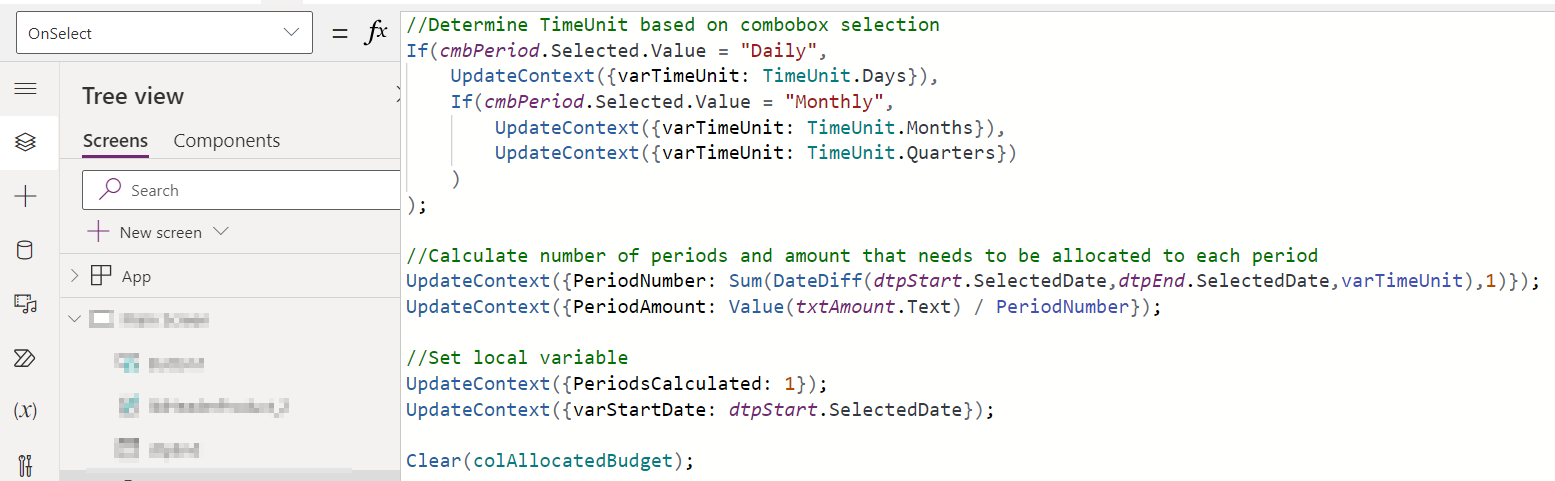 OnSelect
= fx
//Determine TimeUnit based on combobox selection
If(cmbPeriod.Selected.Value = "Daily",
UpdateContext({varTimeUnit: TimeUnit.Days}),
If(cmbPeriod.Selected.Value = "Monthly",
UpdateContext({varTimeUnit: TimeUnit.Months}),
UpdateContext({varTimeUnit: TimeUnit.Quarters})
)
);
//Calculate number of periods and amount that needs to be allocated to each period
UpdateContext({PeriodNumber: Sum(DateDiff(dtpStart.SelectedDate,dtpEnd.SelectedDate,varTimeUnit),1)});
UpdateContext({PeriodAmount: Value(txtAmount.Text) / PeriodNumber});
//Set local variable
UpdateContext({PeriodsCalculated: 1});
UpdateContext({varStartDate: dtpStart.SelectedDate});
Clear(colAllocatedBudget);
Tree view
Screens Components
Search
New screen
App
(x)